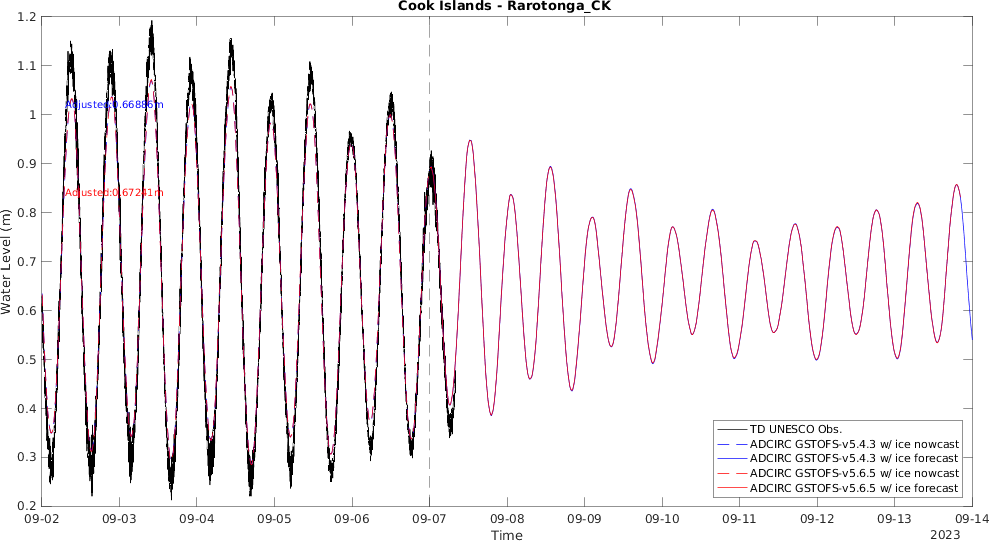 Cook Islands - Rarotonga_CK
1.2
1.1
1
0.9
0.8
0.7
0.6
0.5
0.4
0.3
0.2
Water Level (m)
Adjusted:0.66886m
Adjusted:0.67241m
TD UNESCO Obs.
ADCIRC GSTOFS-v5.4.3 w/ ice nowcast
ADCIRC GSTOFS-v5.4.3 w/ ice forecast
ADCIRC GSTOFS-v5.6.5 w/ ice nowcast
ADCIRC GSTOFS-v5.6.5 w/ ice forecast
09-02 09-03 09-04 09-05 09-06 09-07 09-08 09-09 09-10 09-11 09-12 09-13 09-14
Time
2023